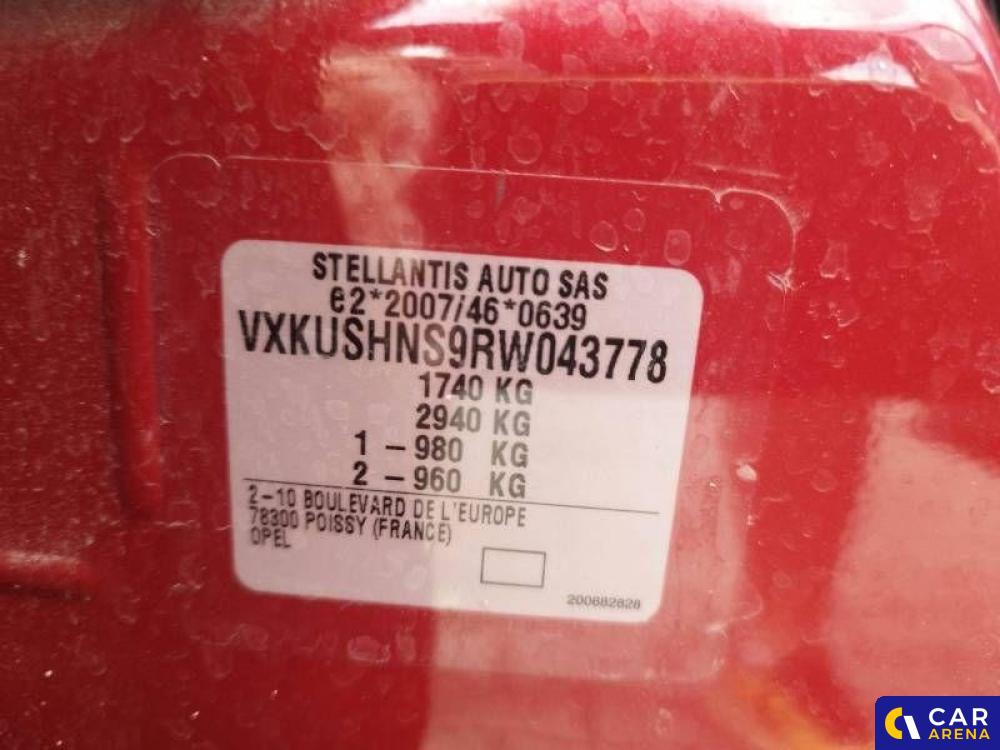 STELLANTIS AUTO SAS
e2*2007/46*0639
VXKUSHNS9RW043778
1740 KG
2940 KG
1 - 980 KG
2 - 960 KG
2-10 BOULEVARD DE L'EUROPE
78300 POISSY (FRANCE)
OPEL
200682828
CAR
ARENA